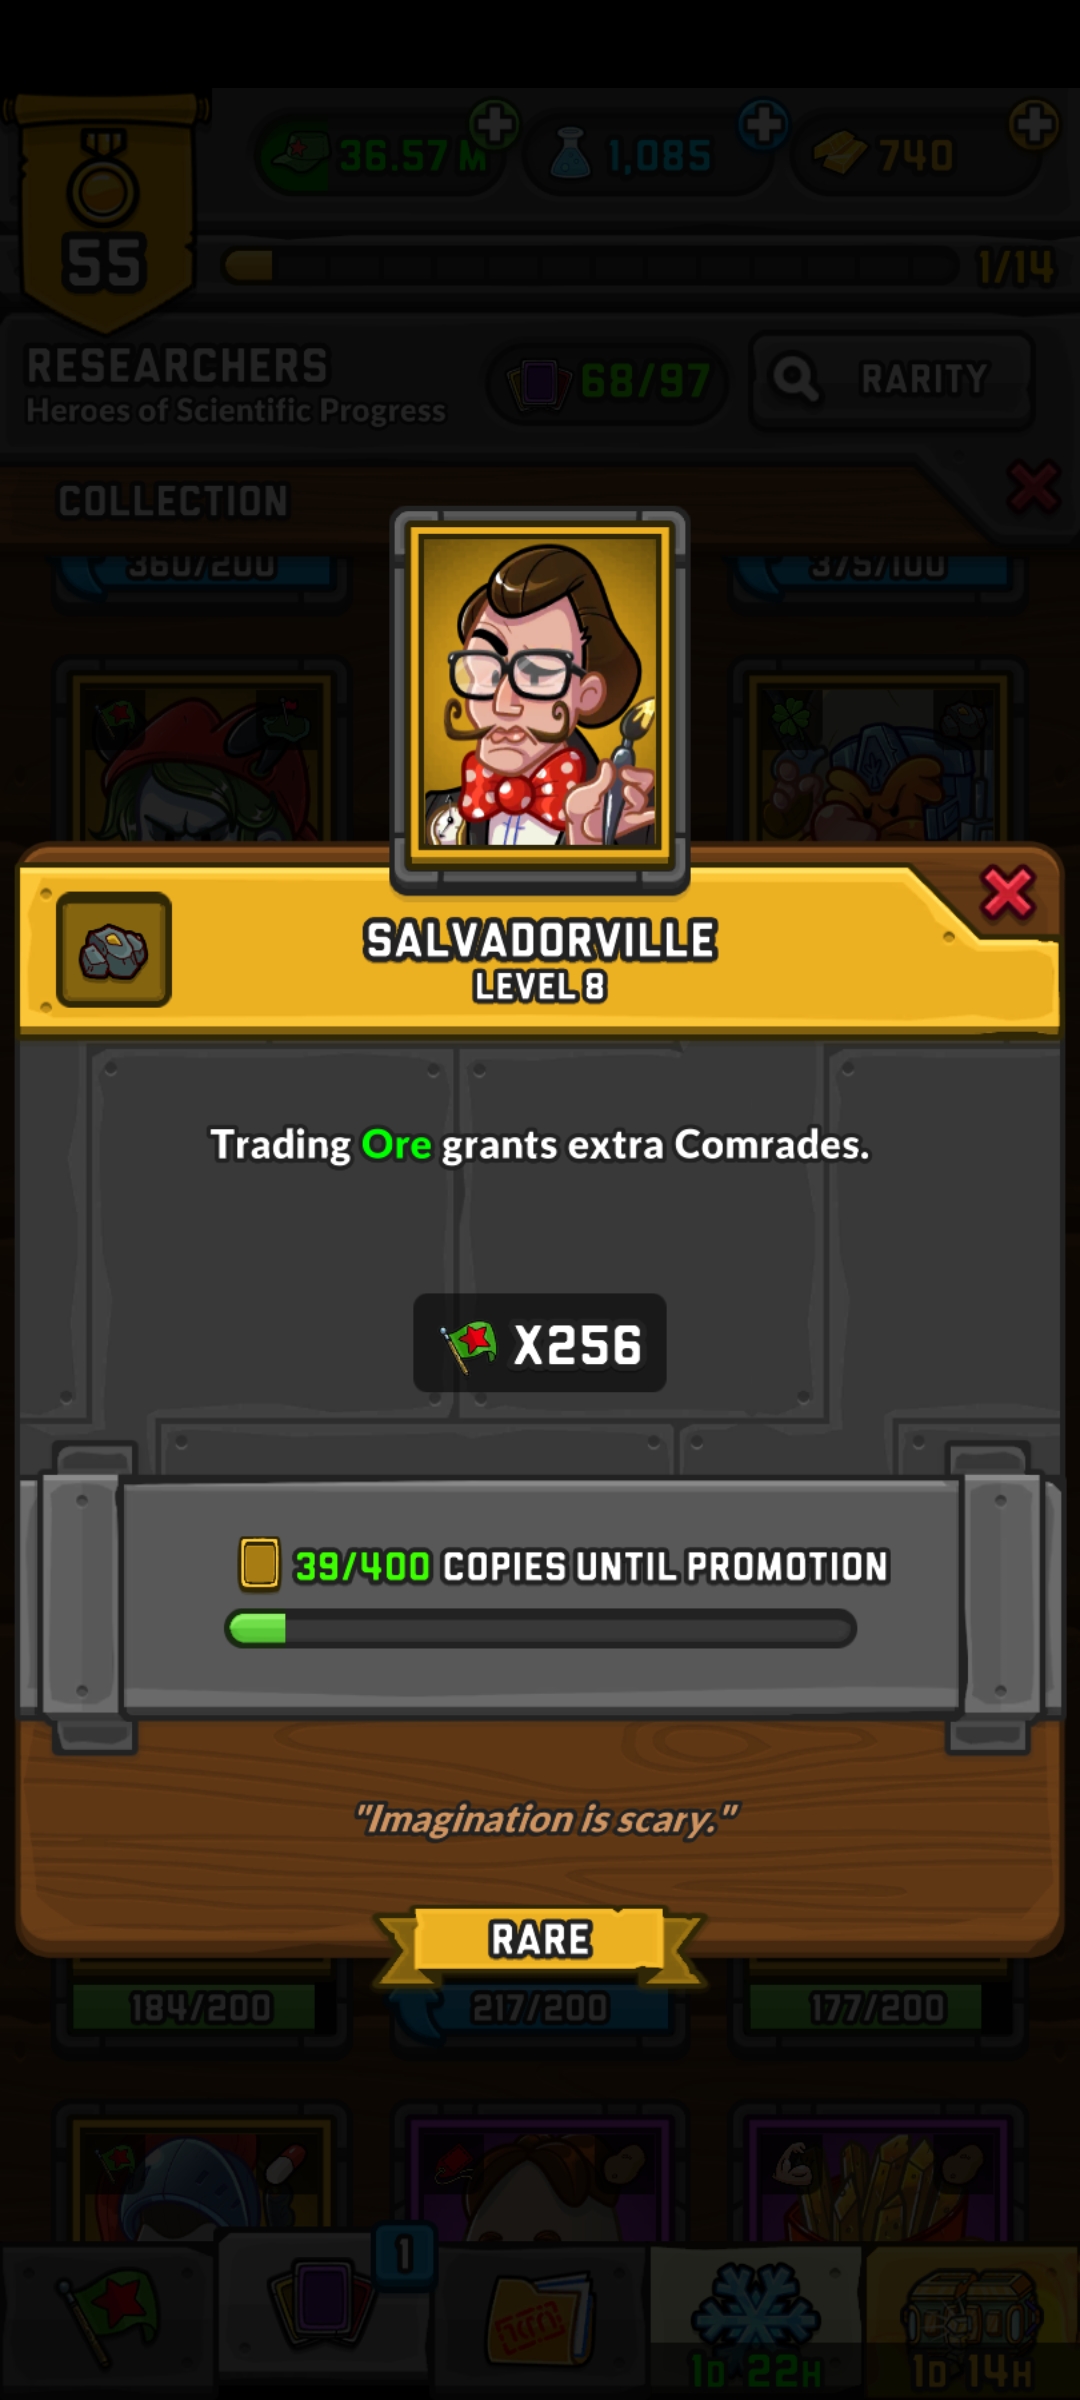 36.57 M
1,085
740
55
1/14
RESEARCHERS
Heroes of Scientific Progress
68/97
RARITY
COLLECTION
360/200
375/100
SALVADORVILLE
LEVEL 8
Trading Ore grants extra Comrades.
X256
39/400 COPIES UNTIL PROMOTION
"Imagination is scary."
RARE
184/200
217/200
177/200
1
1D 22H
1D 14H